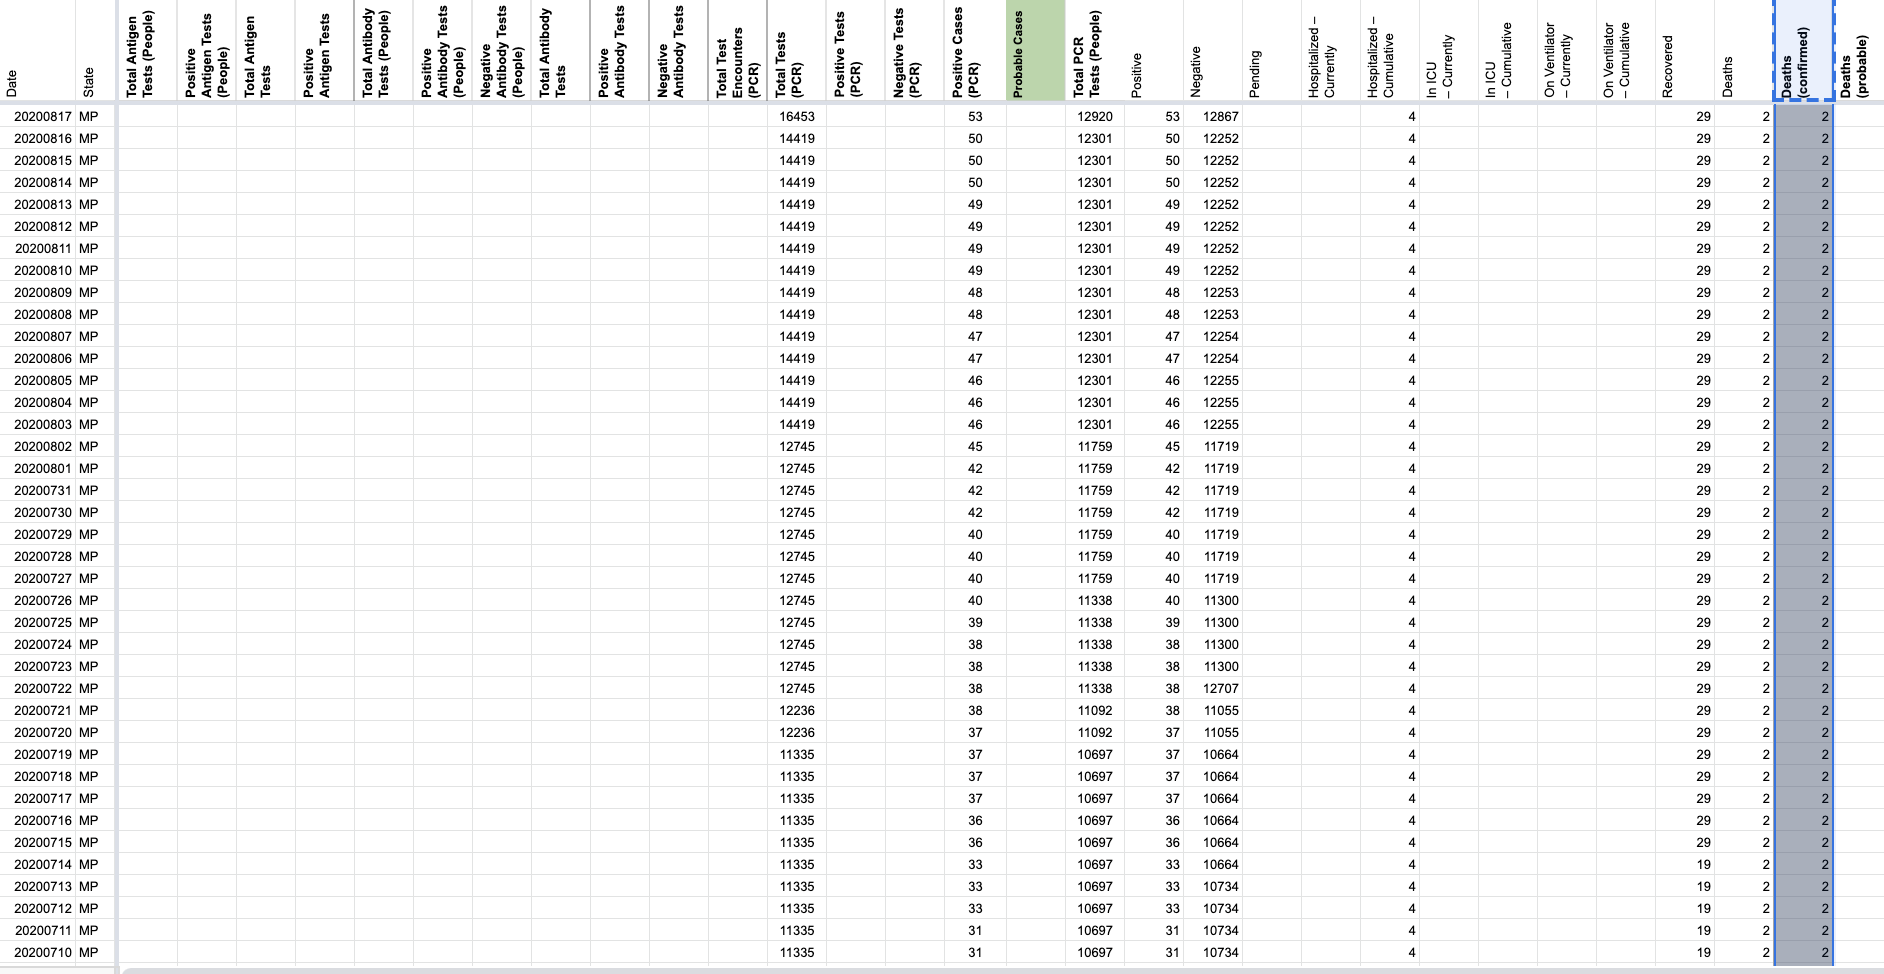 Date State Total Antigen Tests (People) Positive Antigen Tests (People) Total Antigen Tests Positive Antigen Tests Total Antibody Tests (People) Positive Antibody Tests (People) Negative Antibody Tests (People) Total Antibody Tests Positive Antibody Tests Negative Antibody Tests Total Test Encounters (PCR) Total Tests (PCR) Positive Tests (PCR) Negative Tests (PCR) Positive Cases (PCR) Probable Cases Total PCR Tests (People) Positive Negative Pending Hospitalized – Currently Hospitalized – Cumulative In ICU – Currently In ICU – Cumulative On Ventilator – Currently On Ventilator – Cumulative Recovered Deaths Deaths (confirmed) Deaths (probable)
20200817 MP 16453 53 12920 53 12867 4 29 2 2
20200816 MP 14419 50 12301 50 12252 4 29 2 2
20200815 MP 14419 50 12301 50 12252 4 29 2 2
20200814 MP 14419 50 12301 50 12252 4 29 2 2
20200813 MP 14419 49 12301 49 12252 4 29 2 2
20200812 MP 14419 49 12301 49 12252 4 29 2 2
20200811 MP 14419 49 12301 49 12252 4 29 2 2
20200810 MP 14419 49 12301 49 12252 4 29 2 2
20200809 MP 14419 48 12301 48 12253 4 29 2 2
20200808 MP 14419 48 12301 48 12253 4 29 2 2
20200807 MP 14419 47 12301 47 12254 4 29 2 2
20200806 MP 14419 47 12301 47 12254 4 29 2 2
20200805 MP 14419 46 12301 46 12255 4 29 2 2
20200804 MP 14419 46 12301 46 12255 4 29 2 2
20200803 MP 14419 46 12301 46 12255 4 29 2 2
20200802 MP 12745 45 11759 45 11719 4 29 2 2
20200801 MP 12745 42 11759 42 11719 4 29 2 2
20200731 MP 12745 42 11759 42 11719 4 29 2 2
20200730 MP 12745 42 11759 42 11719 4 29 2 2
20200729 MP 12745 40 11759 40 11719 4 29 2 2
20200728 MP 12745 40 11759 40 11719 4 29 2 2
20200727 MP 12745 40 11759 40 11719 4 29 2 2
20200726 MP 12745 40 11338 40 11300 4 29 2 2
20200725 MP 12745 39 11338 39 11300 4 29 2 2
20200724 MP 12745 38 11338 38 11300 4 29 2 2
20200723 MP 12745 38 11338 38 11300 4 29 2 2
20200722 MP 12745 38 11338 38 12707 4 29 2 2
20200721 MP 12236 38 11092 38 11055 4 29 2 2
20200720 MP 12236 37 11092 37 11055 4 29 2 2
20200719 MP 11335 37 10697 37 10664 4 29 2 2
20200718 MP 11335 37 10697 37 10664 4 29 2 2
20200717 MP 11335 37 10697 37 10664 4 29 2 2
20200716 MP 11335 36 10697 36 10664 4 29 2 2
20200715 MP 11335 36 10697 36 10664 4 29 2 2
20200714 MP 11335 33 10697 33 10664 4 19 2 2
20200713 MP 11335 33 10697 33 10734 4 19 2 2
20200712 MP 11335 33 10697 33 10734 4 19 2 2
20200711 MP 11335 31 10697 31 10734 4 19 2 2
20200710 MP 11335 31 10697 31 10734 4 19 2 2